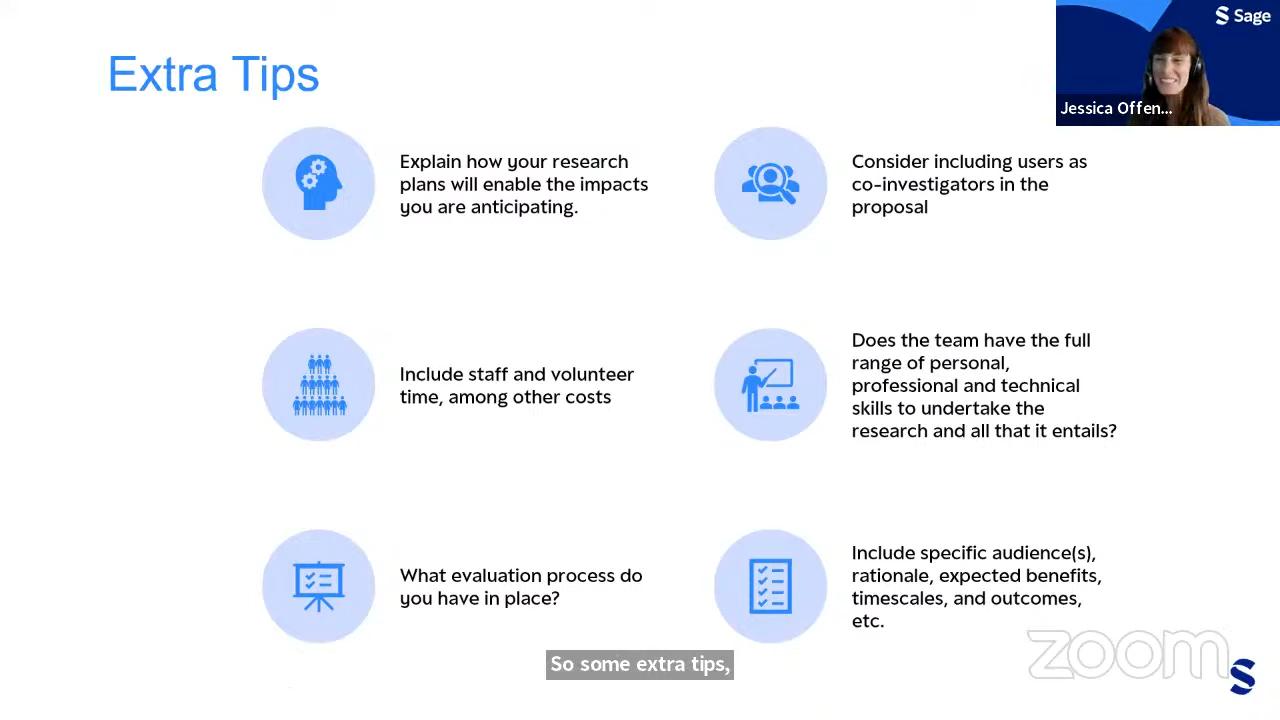 Sage
Jessica Offen...
Extra Tips
Explain how your research
plans will enable the impacts
you are anticipating.
Consider including users as
co-investigators in the
proposal
Include staff and volunteer
time, among other costs
Does the team have the full
range of personal,
professional and technical
skills to undertake the
research and all that it entails?
What evaluation process do
you have in place?
Include specific audience(s),
rationale, expected benefits,
timescales, and outcomes,
etc.
So some extra tips,
zoom
S